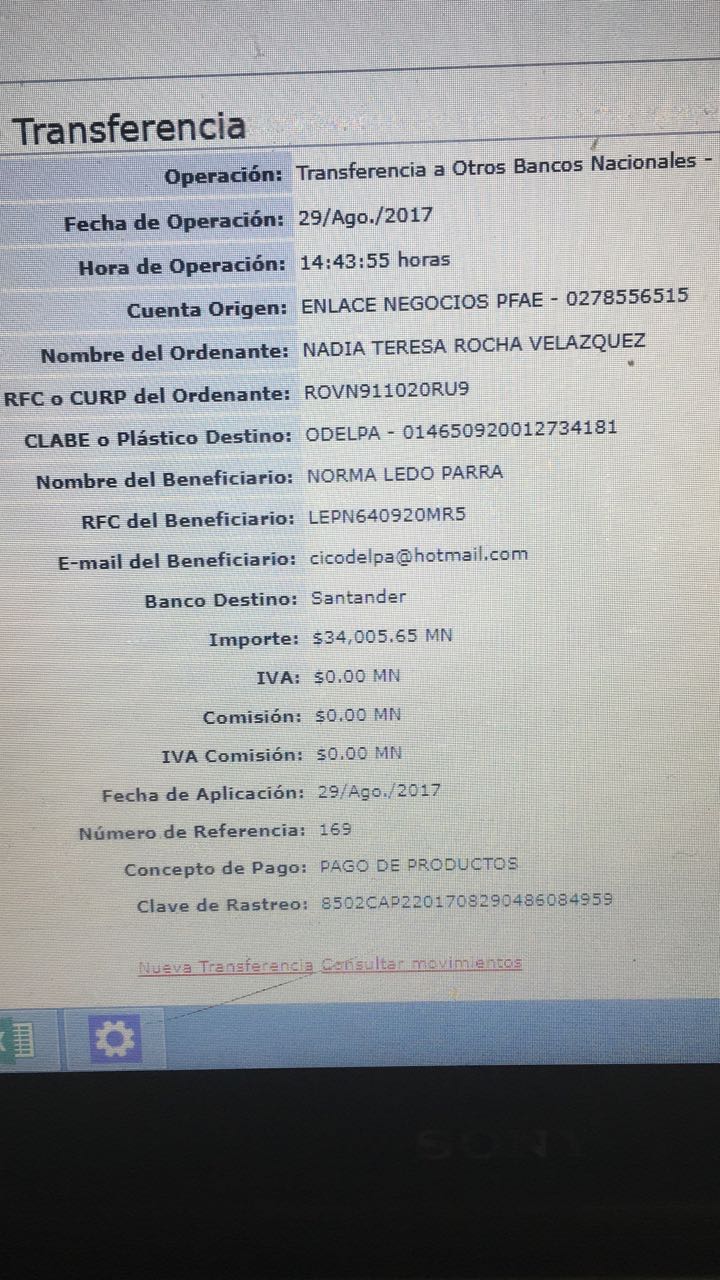 Transferencia
Operación: Transferencia a Otros Bancos Nacionales -
Fecha de Operación: 29/Ago./2017
Hora de Operación: 14:43:55 horas
Cuenta Origen: ENLACE NEGOCIOS PFAE - 0278556515
Nombre del Ordenante: NADIA TERESA ROCHA VELAZQUEZ
RFC o CURP del Ordenante: ROVN911020RU9
CLABE o Plástico Destino: ODELPA - 014650920012734181
Nombre del Beneficiario: NORMA LEDO PARRA
RFC del Beneficiario: LEPN640920MR5
E-mail del Beneficiario: cicodelpa@hotmail.com
Banco Destino: Santander
Importe: $34,005.65 MN
IVA: $0.00 MN
Comisión: $0.00 MN
IVA Comisión: $0.00 MN
Fecha de Aplicación: 29/Ago./2017
Número de Referencia: 169
Concepto de Pago: PAGO DE PRODUCTOS
Clave de Rastreo: 8502CAP2201708290486084959
Nueva Transferencia Consultar movimientos
SONY